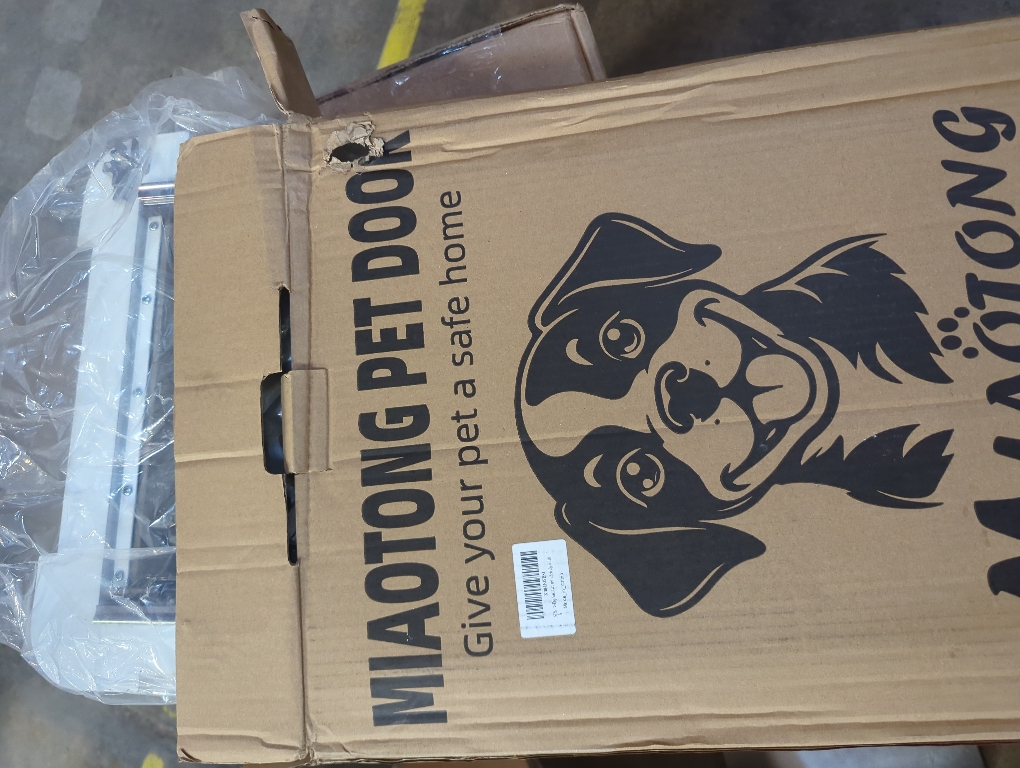 MIAOTONG PET DOOR
Give your pet a safe home
MIAOTONG